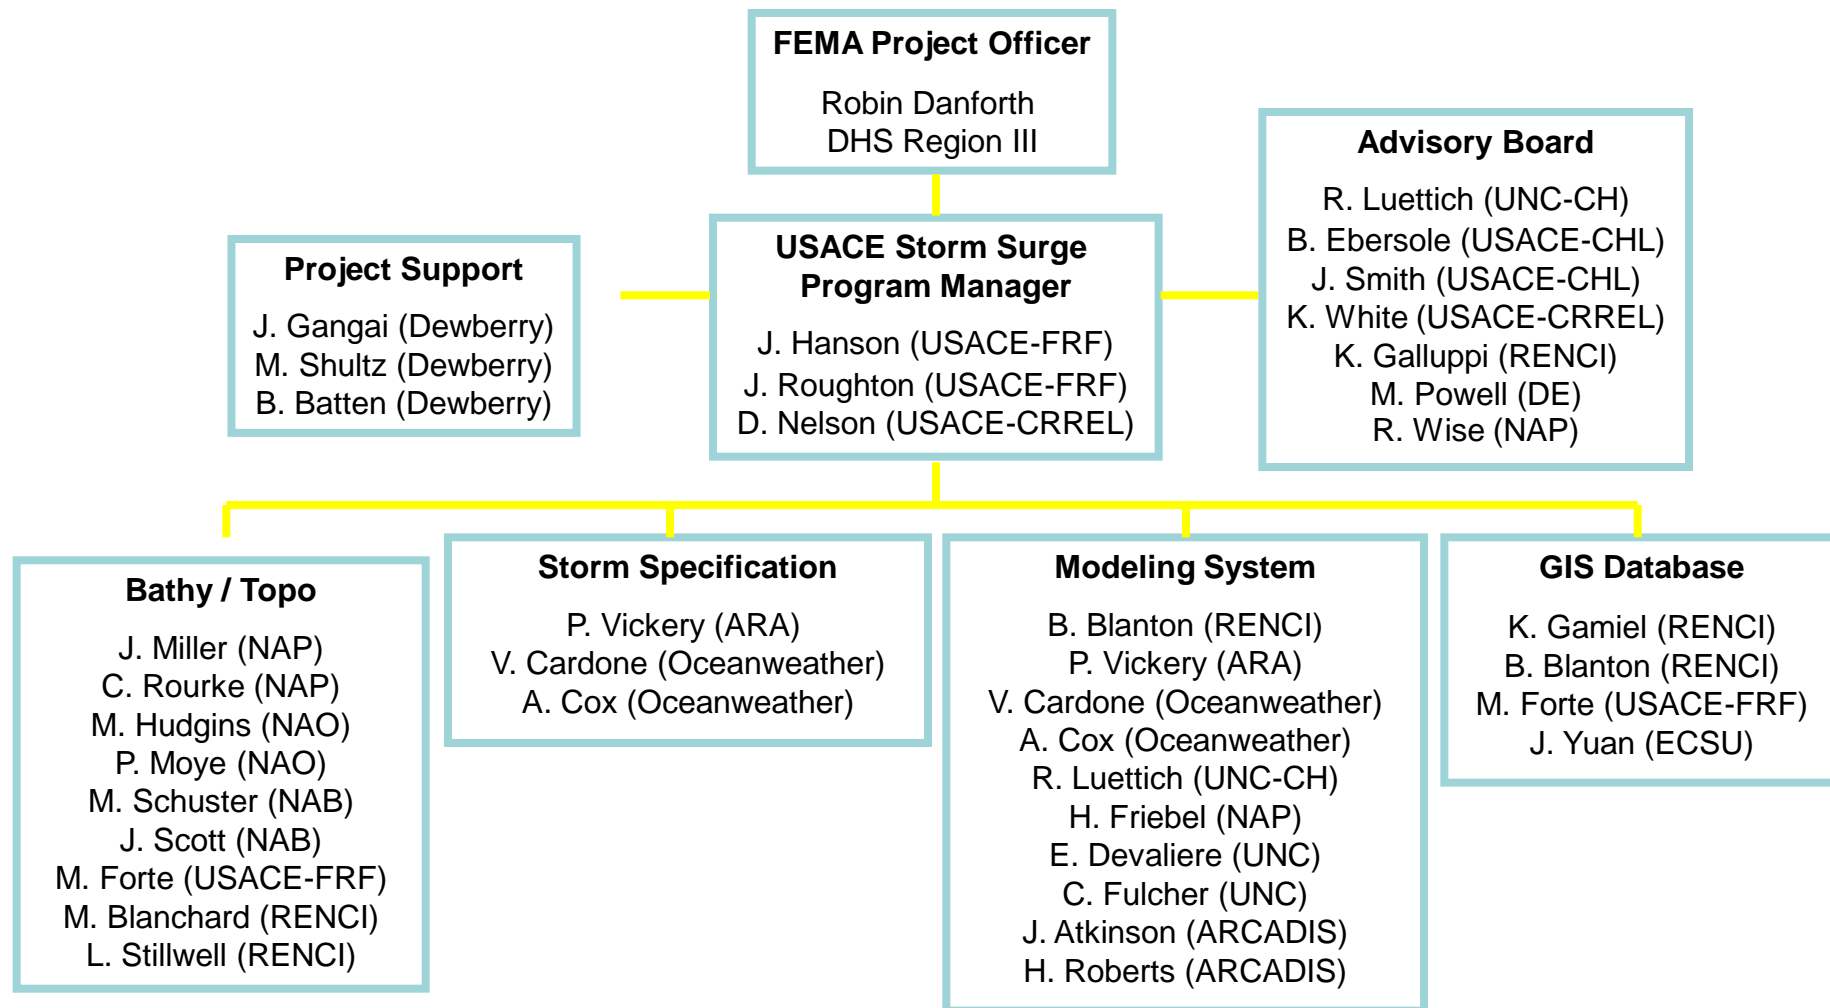 FEMA Project Officer
Robin Danforth
DHS Region III
Advisory Board
R. Luettich (UNC-CH)
B. Ebersole (USACE-CHL)
J. Smith (USACE-CHL)
K. White (USACE-CRREL)
K. Galluppi (RENCI)
M. Powell (DE)
R. Wise (NAP)
USACE Storm Surge
Program Manager
J. Hanson (USACE-FRF)
J. Roughton (USACE-FRF)
D. Nelson (USACE-CRREL)
Project Support
J. Gangai (Dewberry)
M. Shultz (Dewberry)
B. Batten (Dewberry)
Bathy / Topo
J. Miller (NAP)
C. Rourke (NAP)
M. Hudgins (NAO)
P. Moye (NAO)
M. Schuster (NAB)
J. Scott (NAB)
M. Forte (USACE-FRF)
M. Blanchard (RENCI)
L. Stillwell (RENCI)
Storm Specification
P. Vickery (ARA)
V. Cardone (Oceanweather)
A. Cox (Oceanweather)
Modeling System
B. Blanton (RENCI)
P. Vickery (ARA)
V. Cardone (Oceanweather)
A. Cox (Oceanweather)
R. Luettich (UNC-CH)
H. Friebel (NAP)
E. Devaliere (UNC)
C. Fulcher (UNC)
J. Atkinson (ARCADIS)
H. Roberts (ARCADIS)
GIS Database
K. Gamiel (RENCI)
B. Blanton (RENCI)
M. Forte (USACE-FRF)
J. Yuan (ECSU)